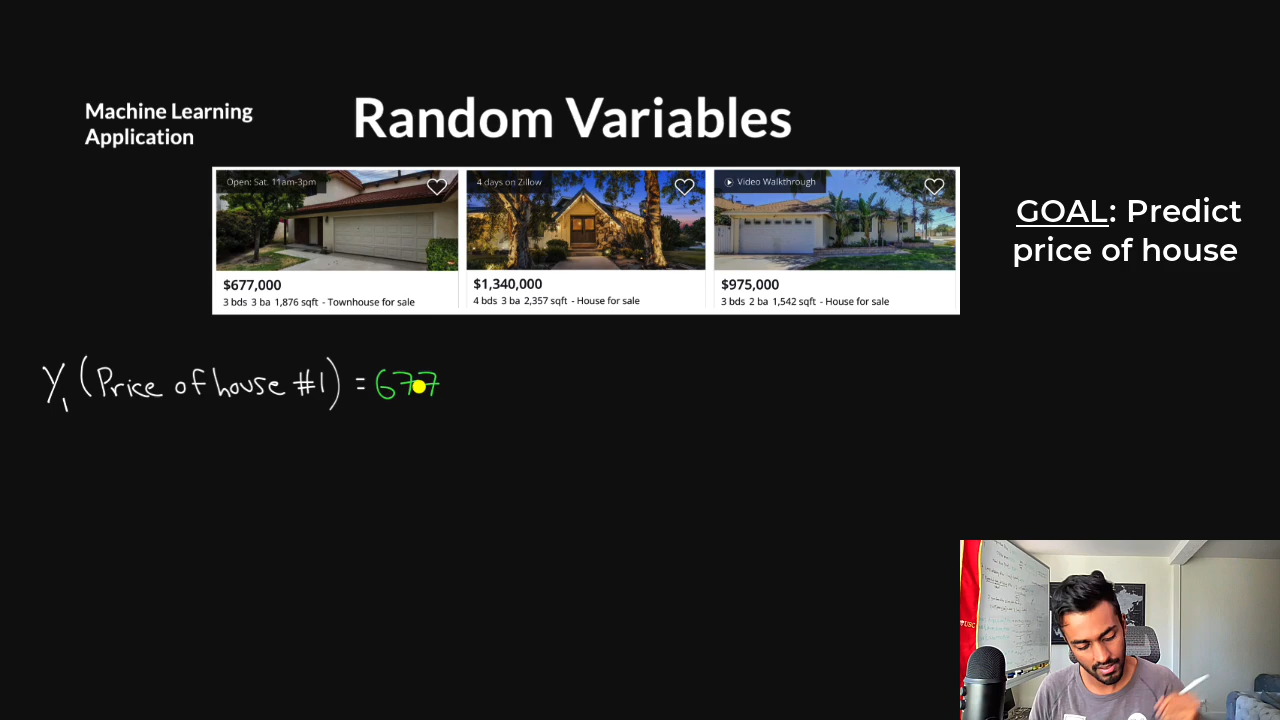 Machine Learning
Application
Random Variables
Open: Sat. 11am-3pm
4 days on Zillow
Video Walkthrough
$677,000
3 bds 3 ba 1,876 sqft - Townhouse for sale
$1,340,000
4 bds 3 ba 2,357 sqft - House for sale
$975,000
3 bds 2 ba 1,542 sqft - House for sale
GOAL: Predict
price of house
Y₁ (Price of house #1) = 677
USC